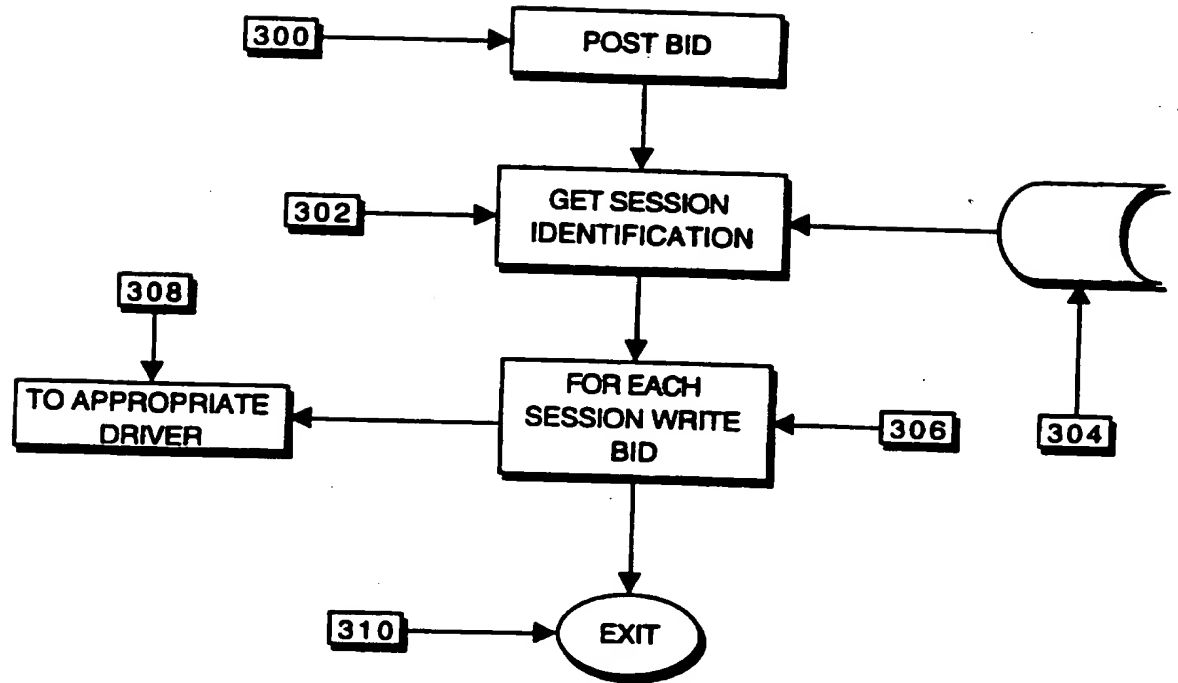 300
POST BID
302
GET SESSION
IDENTIFICATION
308
TO APPROPRIATE
DRIVER
FOR EACH
SESSION WRITE
BID
306
304
310
EXIT